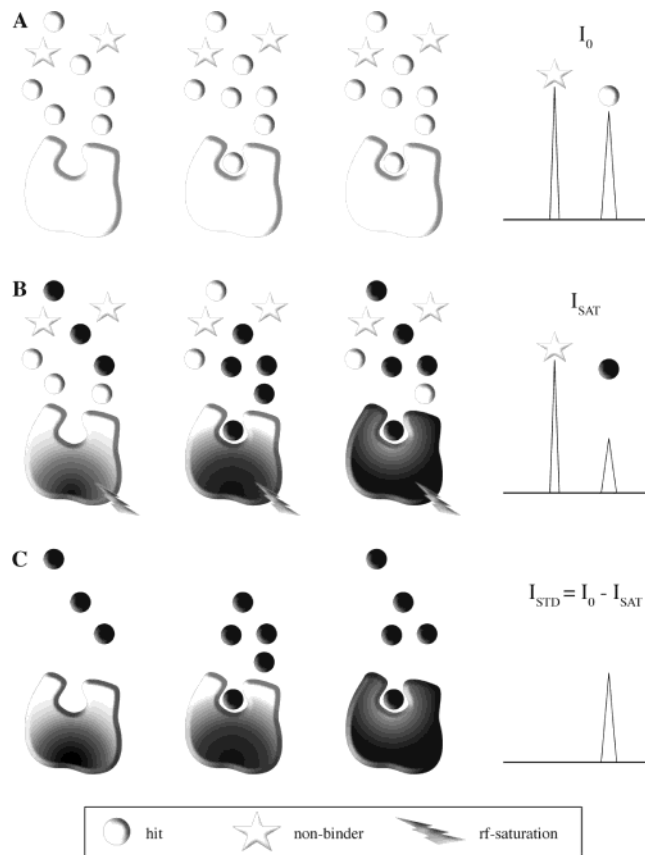 A
I0
B
ISAT
C
ISTD = I0 - ISAT
hit
non-binder
rf-saturation